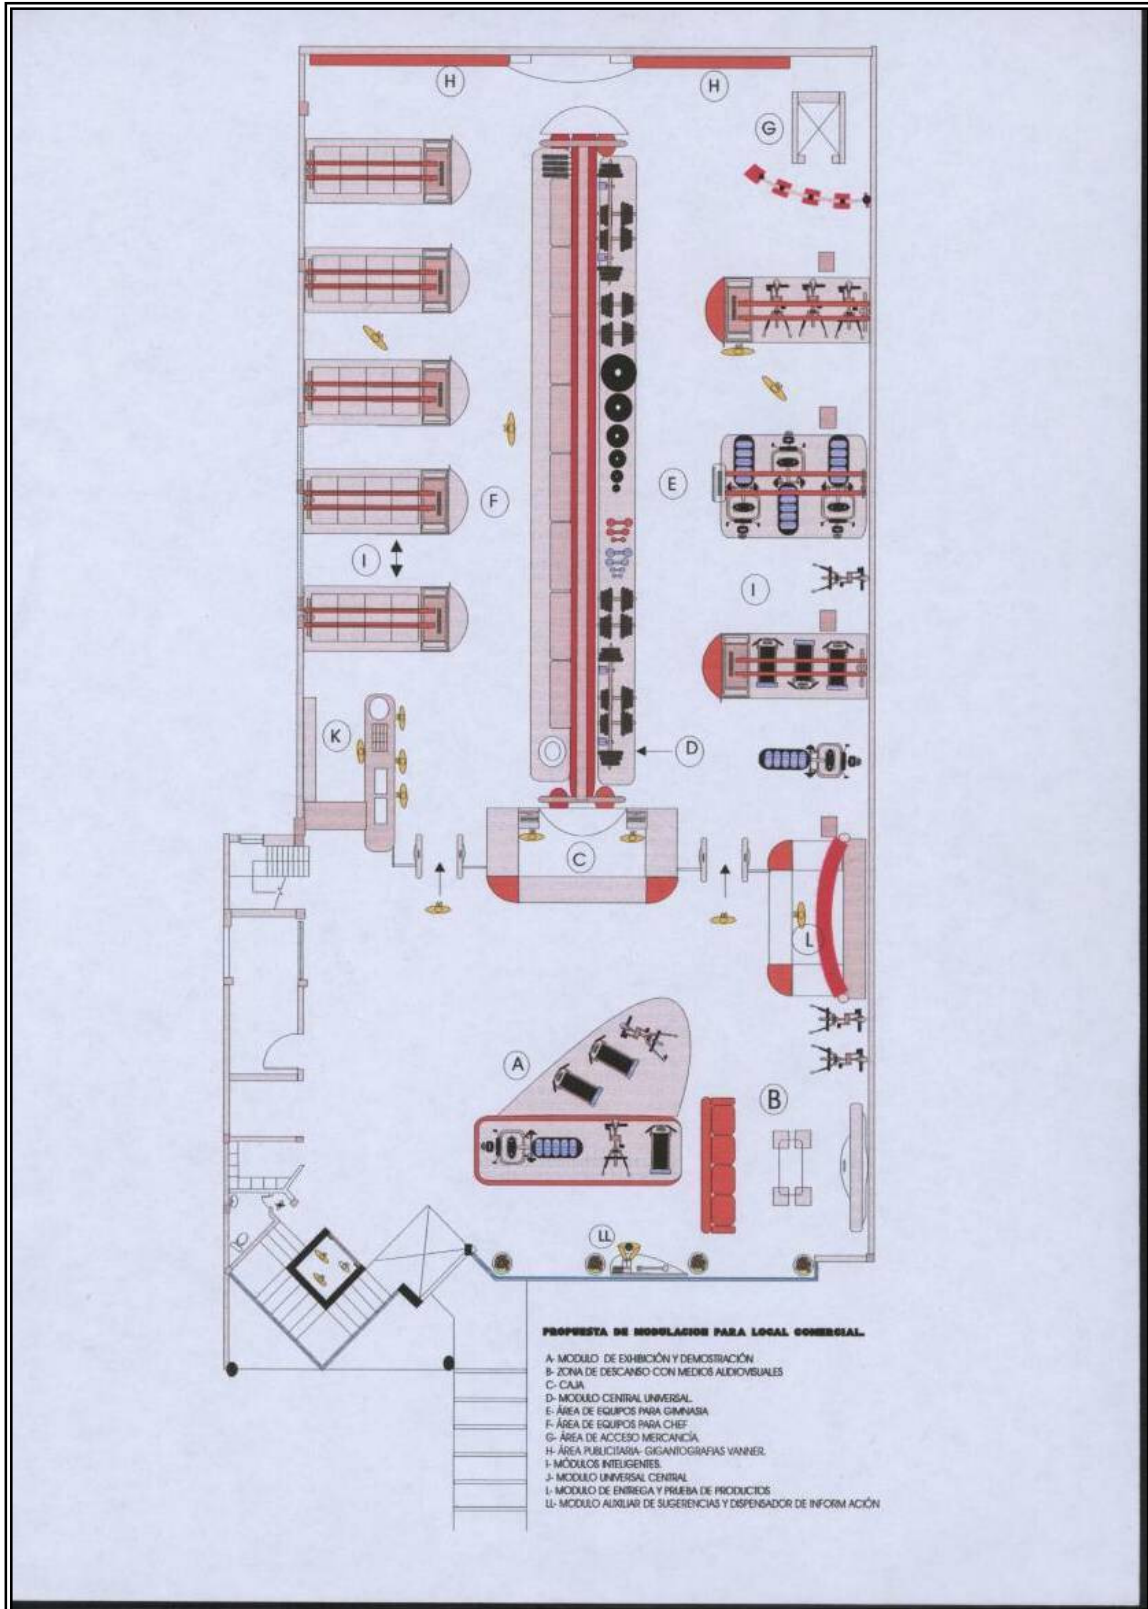 H
H
G
E
F
I
I
K
D
C
L
A
B
LL
PROPUESTA DE MODULACION PARA LOCAL COMERCIAL.
A- MODULO DE EXHIBICIÓN Y DEMOSTRACIÓN
B- ZONA DE DESCANSO CON MEDIOS AUDIOVISUALES
C- CAJA
D- MODULO CENTRAL UNIVERSAL.
E- ÁREA DE EQUIPOS PARA GIMNASIA
F- ÁREA DE EQUIPOS PARA CHEF
G- ÁREA DE ACCESO MERCANCÍA.
H- ÁREA PUBLICITARIA- GIGANTOGRAFIAS VANNER.
I- MÓDULOS INTELIGENTES.
J- MODULO UNIVERSAL CENTRAL
L- MODULO DE ENTREGA Y PRUEBA DE PRODUCTOS
LL- MODULO AUXILIAR DE SUGERENCIAS Y DISPENSADOR DE INFORM ACIÓN